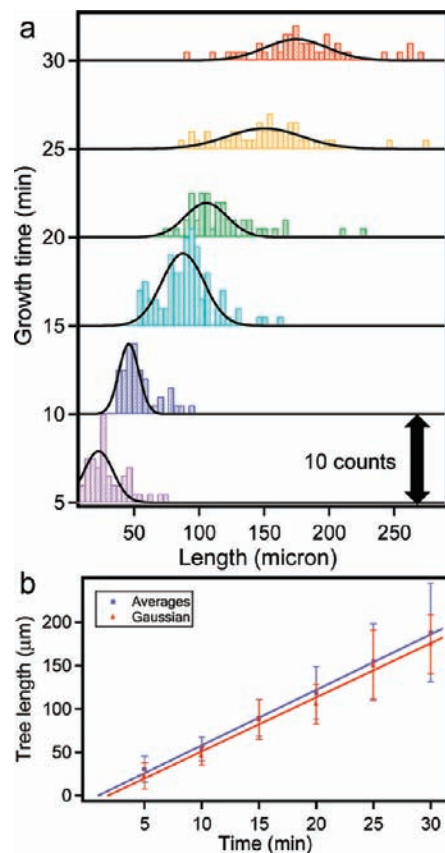 a
Growth time (min)
30
25
20
15
10
5
10 counts
50
100
150
200
250
Length (micron)
b
Tree length (μm)
200
150
100
50
0
Averages
Gaussian
5
10
15
20
25
30
Time (min)